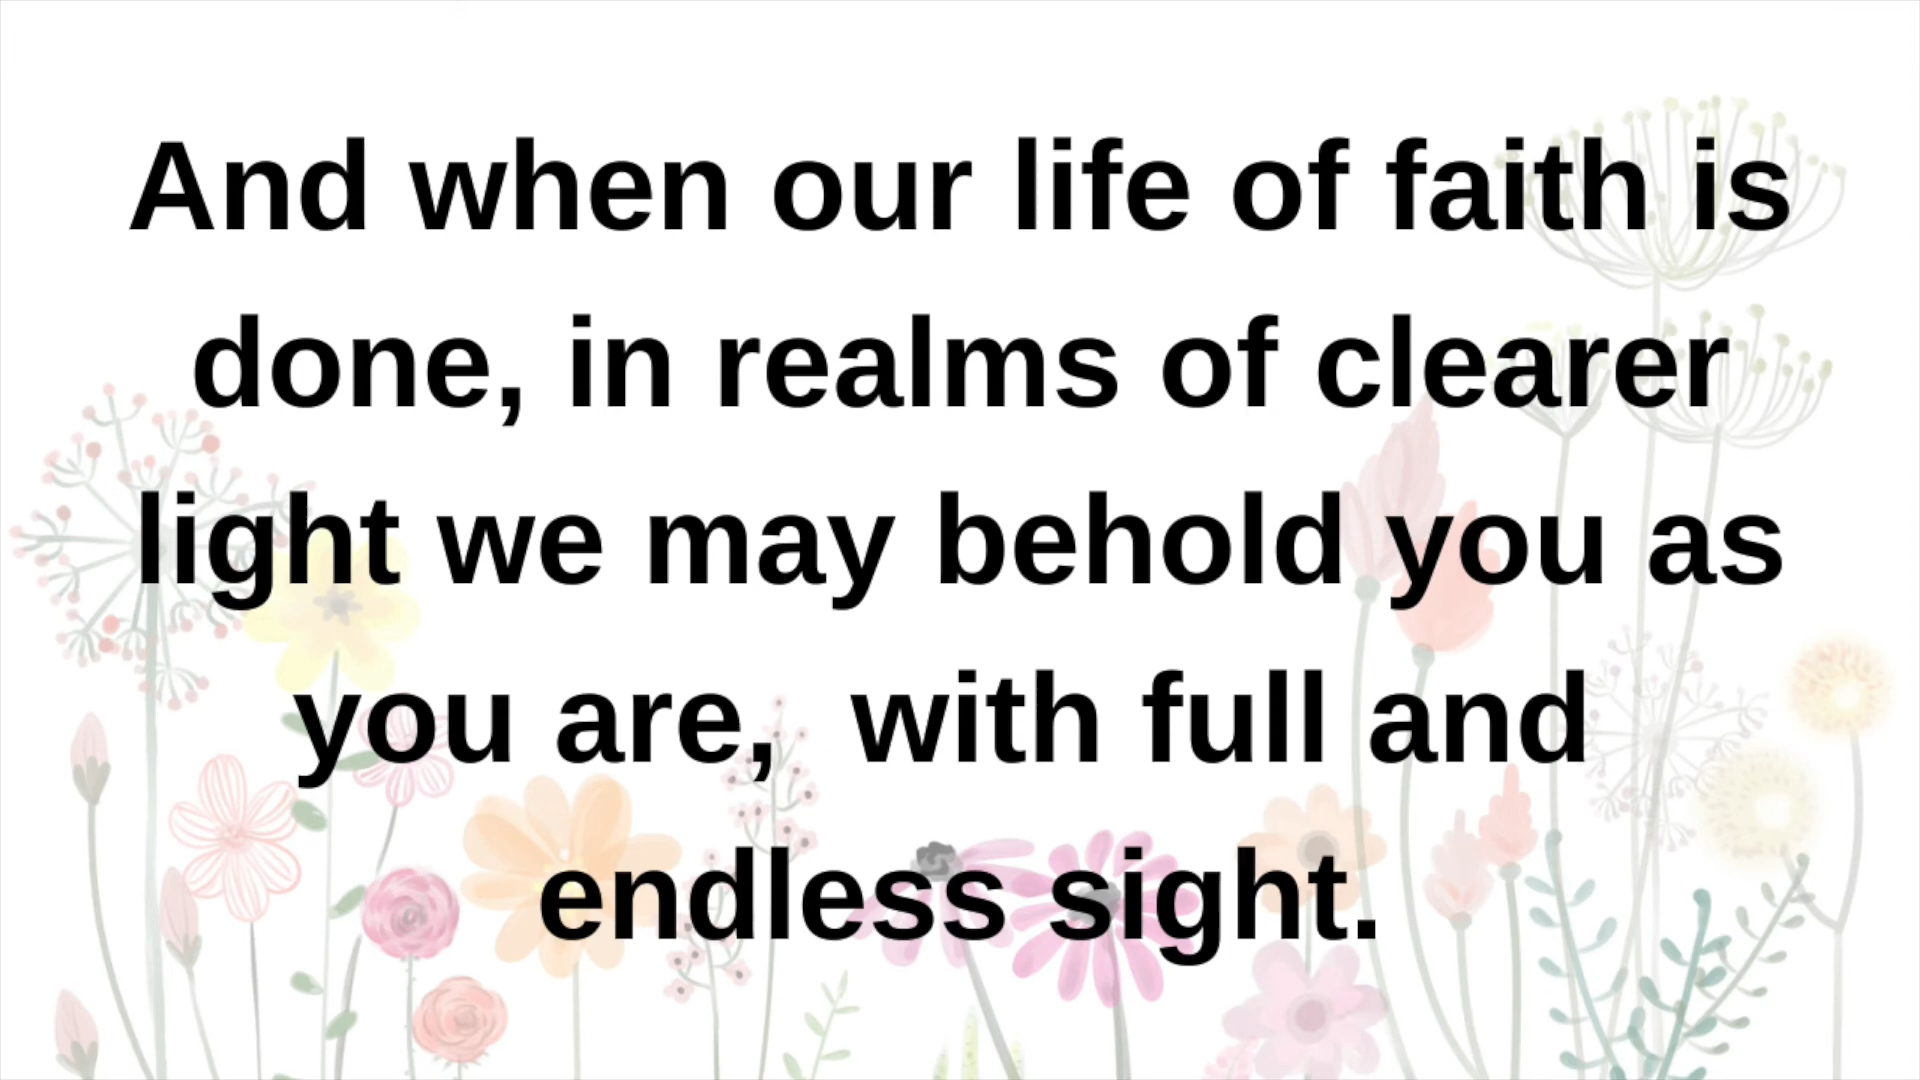 And when our life of faith is
done, in realms of clearer
light we may behold you as
you are,  with full and
endless sight.